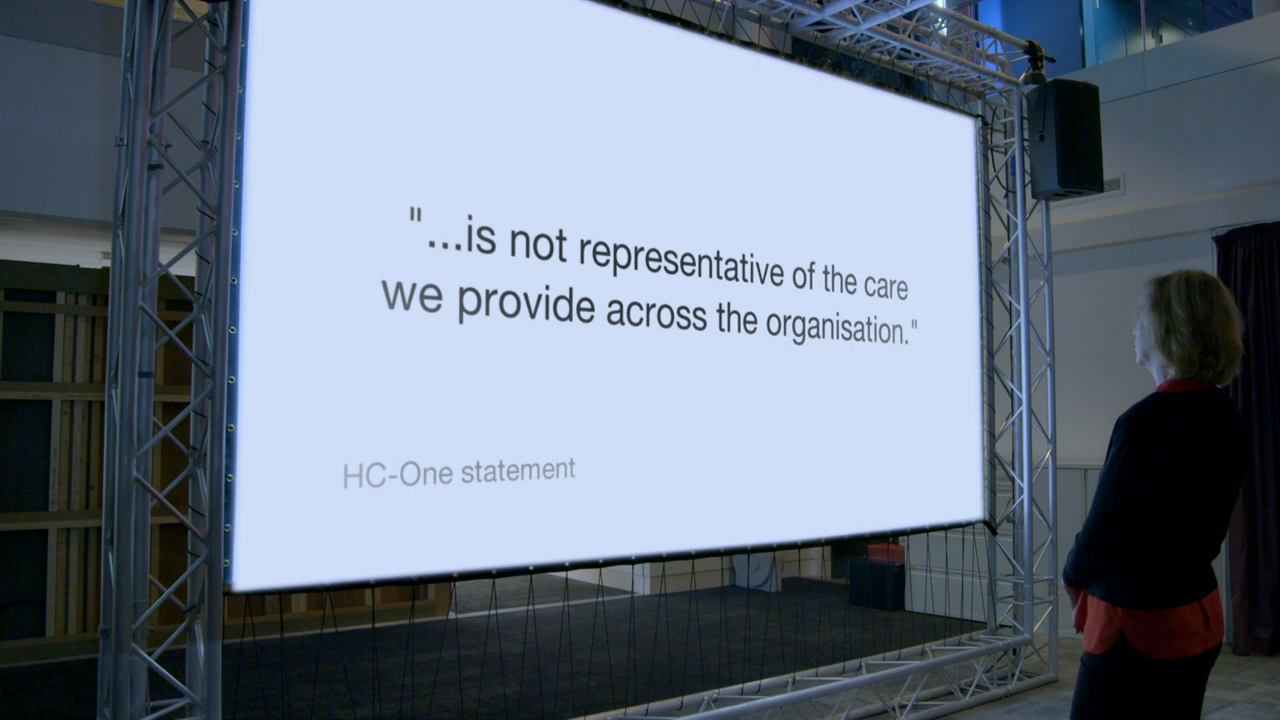 "...is not representative of the care
we provide across the organisation."
HC-One statement